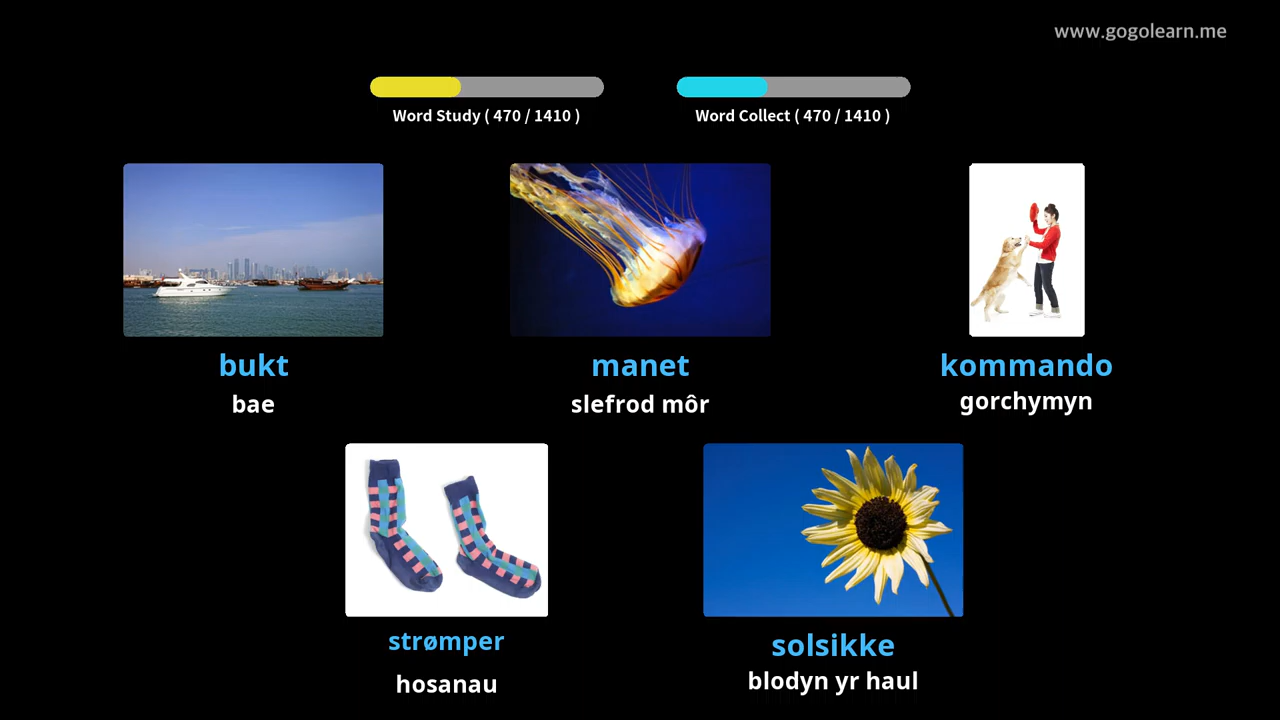 www.gogolearn.me
Word Study ( 470 / 1410 )
Word Collect ( 470 / 1410 )
bukt
bae
manet
slefrod môr
kommando
gorchymyn
strømper
hosanau
solsikke
blodyn yr haul